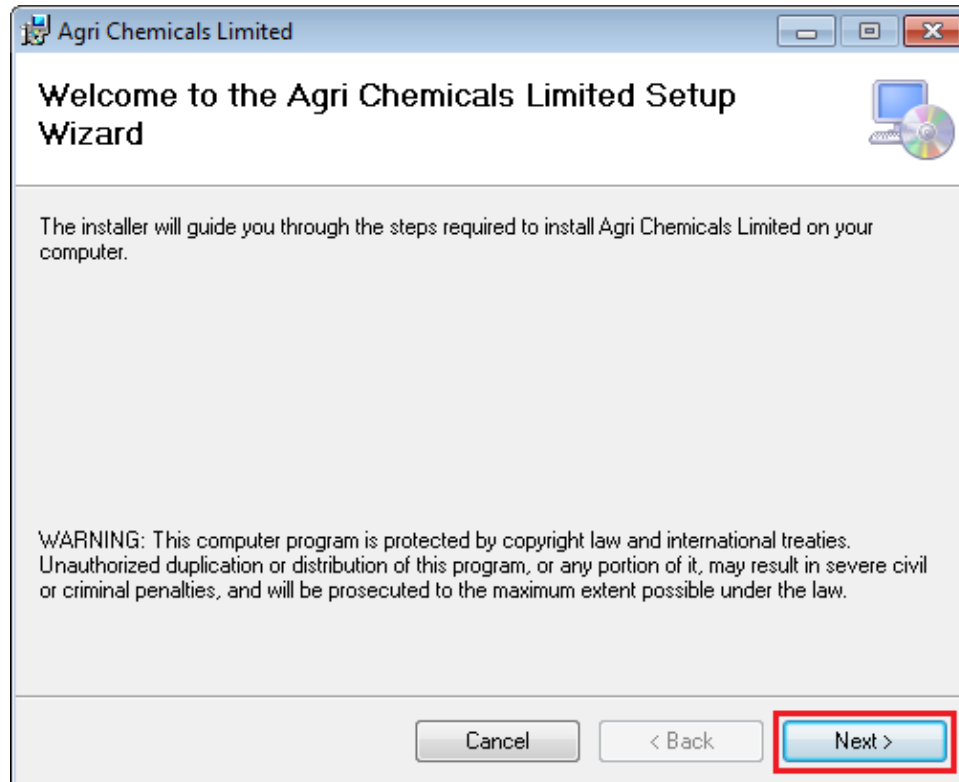 Agri Chemicals Limited
Welcome to the Agri Chemicals Limited Setup
Wizard
The installer will guide you through the steps required to install Agri Chemicals Limited on your
computer.
WARNING: This computer program is protected by copyright law and international treaties.
Unauthorized duplication or distribution of this program, or any portion of it, may result in severe civil
or criminal penalties, and will be prosecuted to the maximum extent possible under the law.
Cancel
< Back
Next >